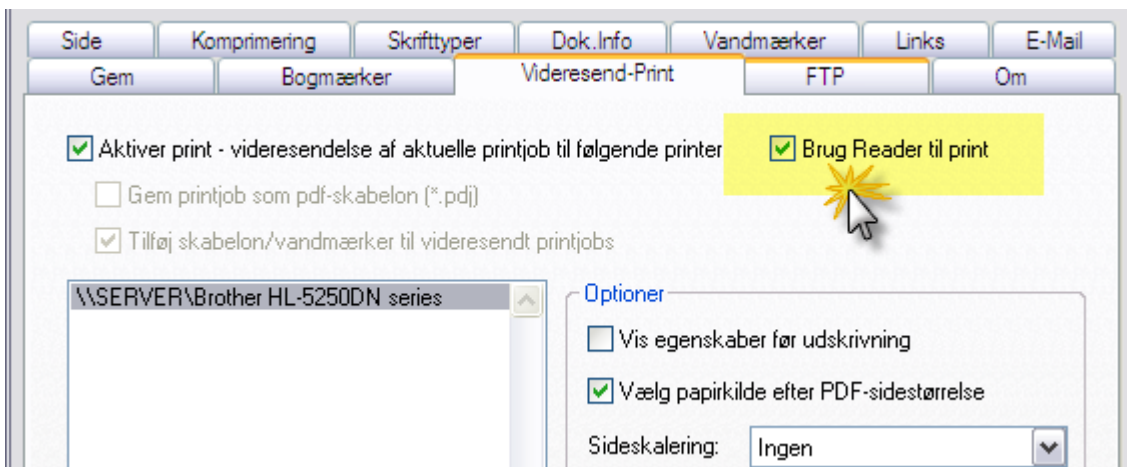 Side Komprimering Skrifttyper Dok.Info Vandmærker Links E-Mail
Gem Bogmærker Videresend-Print FTP Om
Aktiver print - videresendelse af aktuelle printjob til følgende printer
Brug Reader til print
Gem printjob som pdf-skabelon (*.pdj)
Tilføj skabelon/vandmærker til videresendt printjobs
\\SERVER\Brother HL-5250DN series
Optioner
Vis egenskaber før udskrivning
Vælg papirkilde efter PDF-sidestørrelse
Sideskalering: Ingen